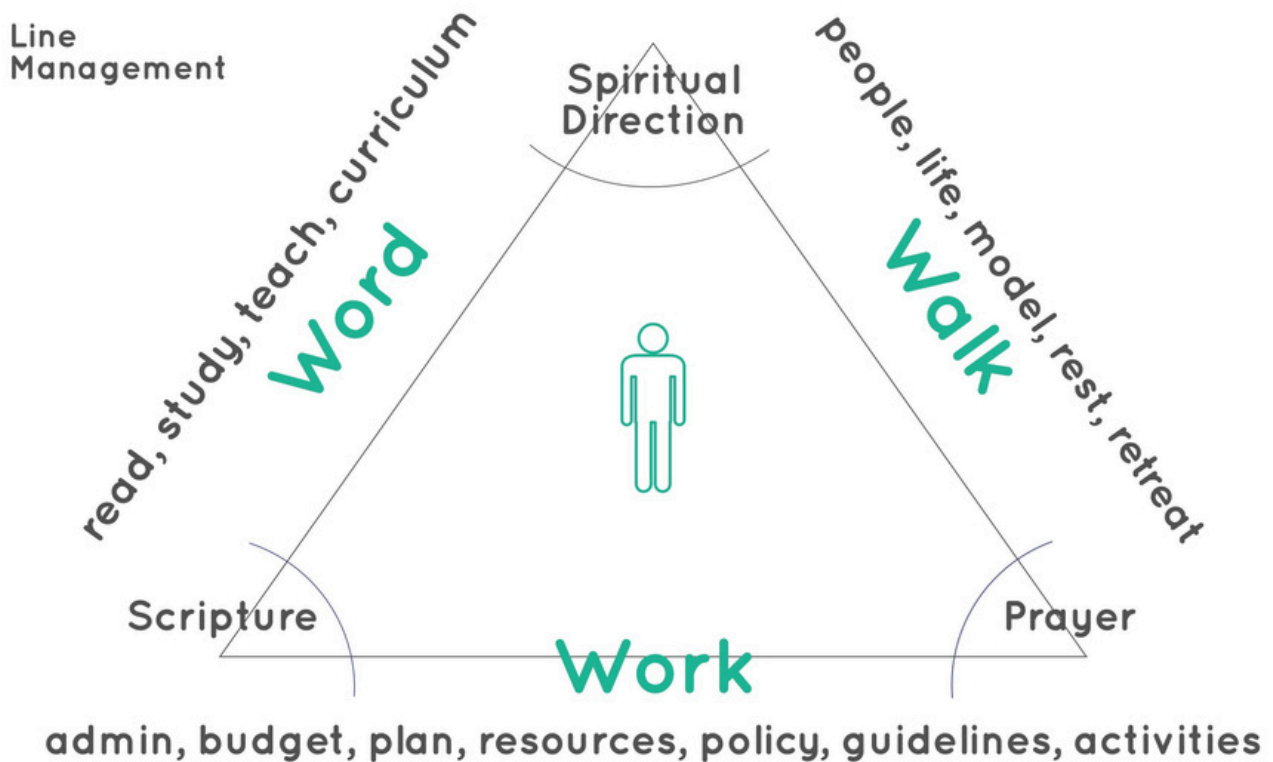 Line
Management
Spiritual
Direction
read, study, teach, curriculum
Word
people, life, model, rest, retreat
Walk
Scripture
Prayer
Work
admin, budget, plan, resources, policy, guidelines, activities